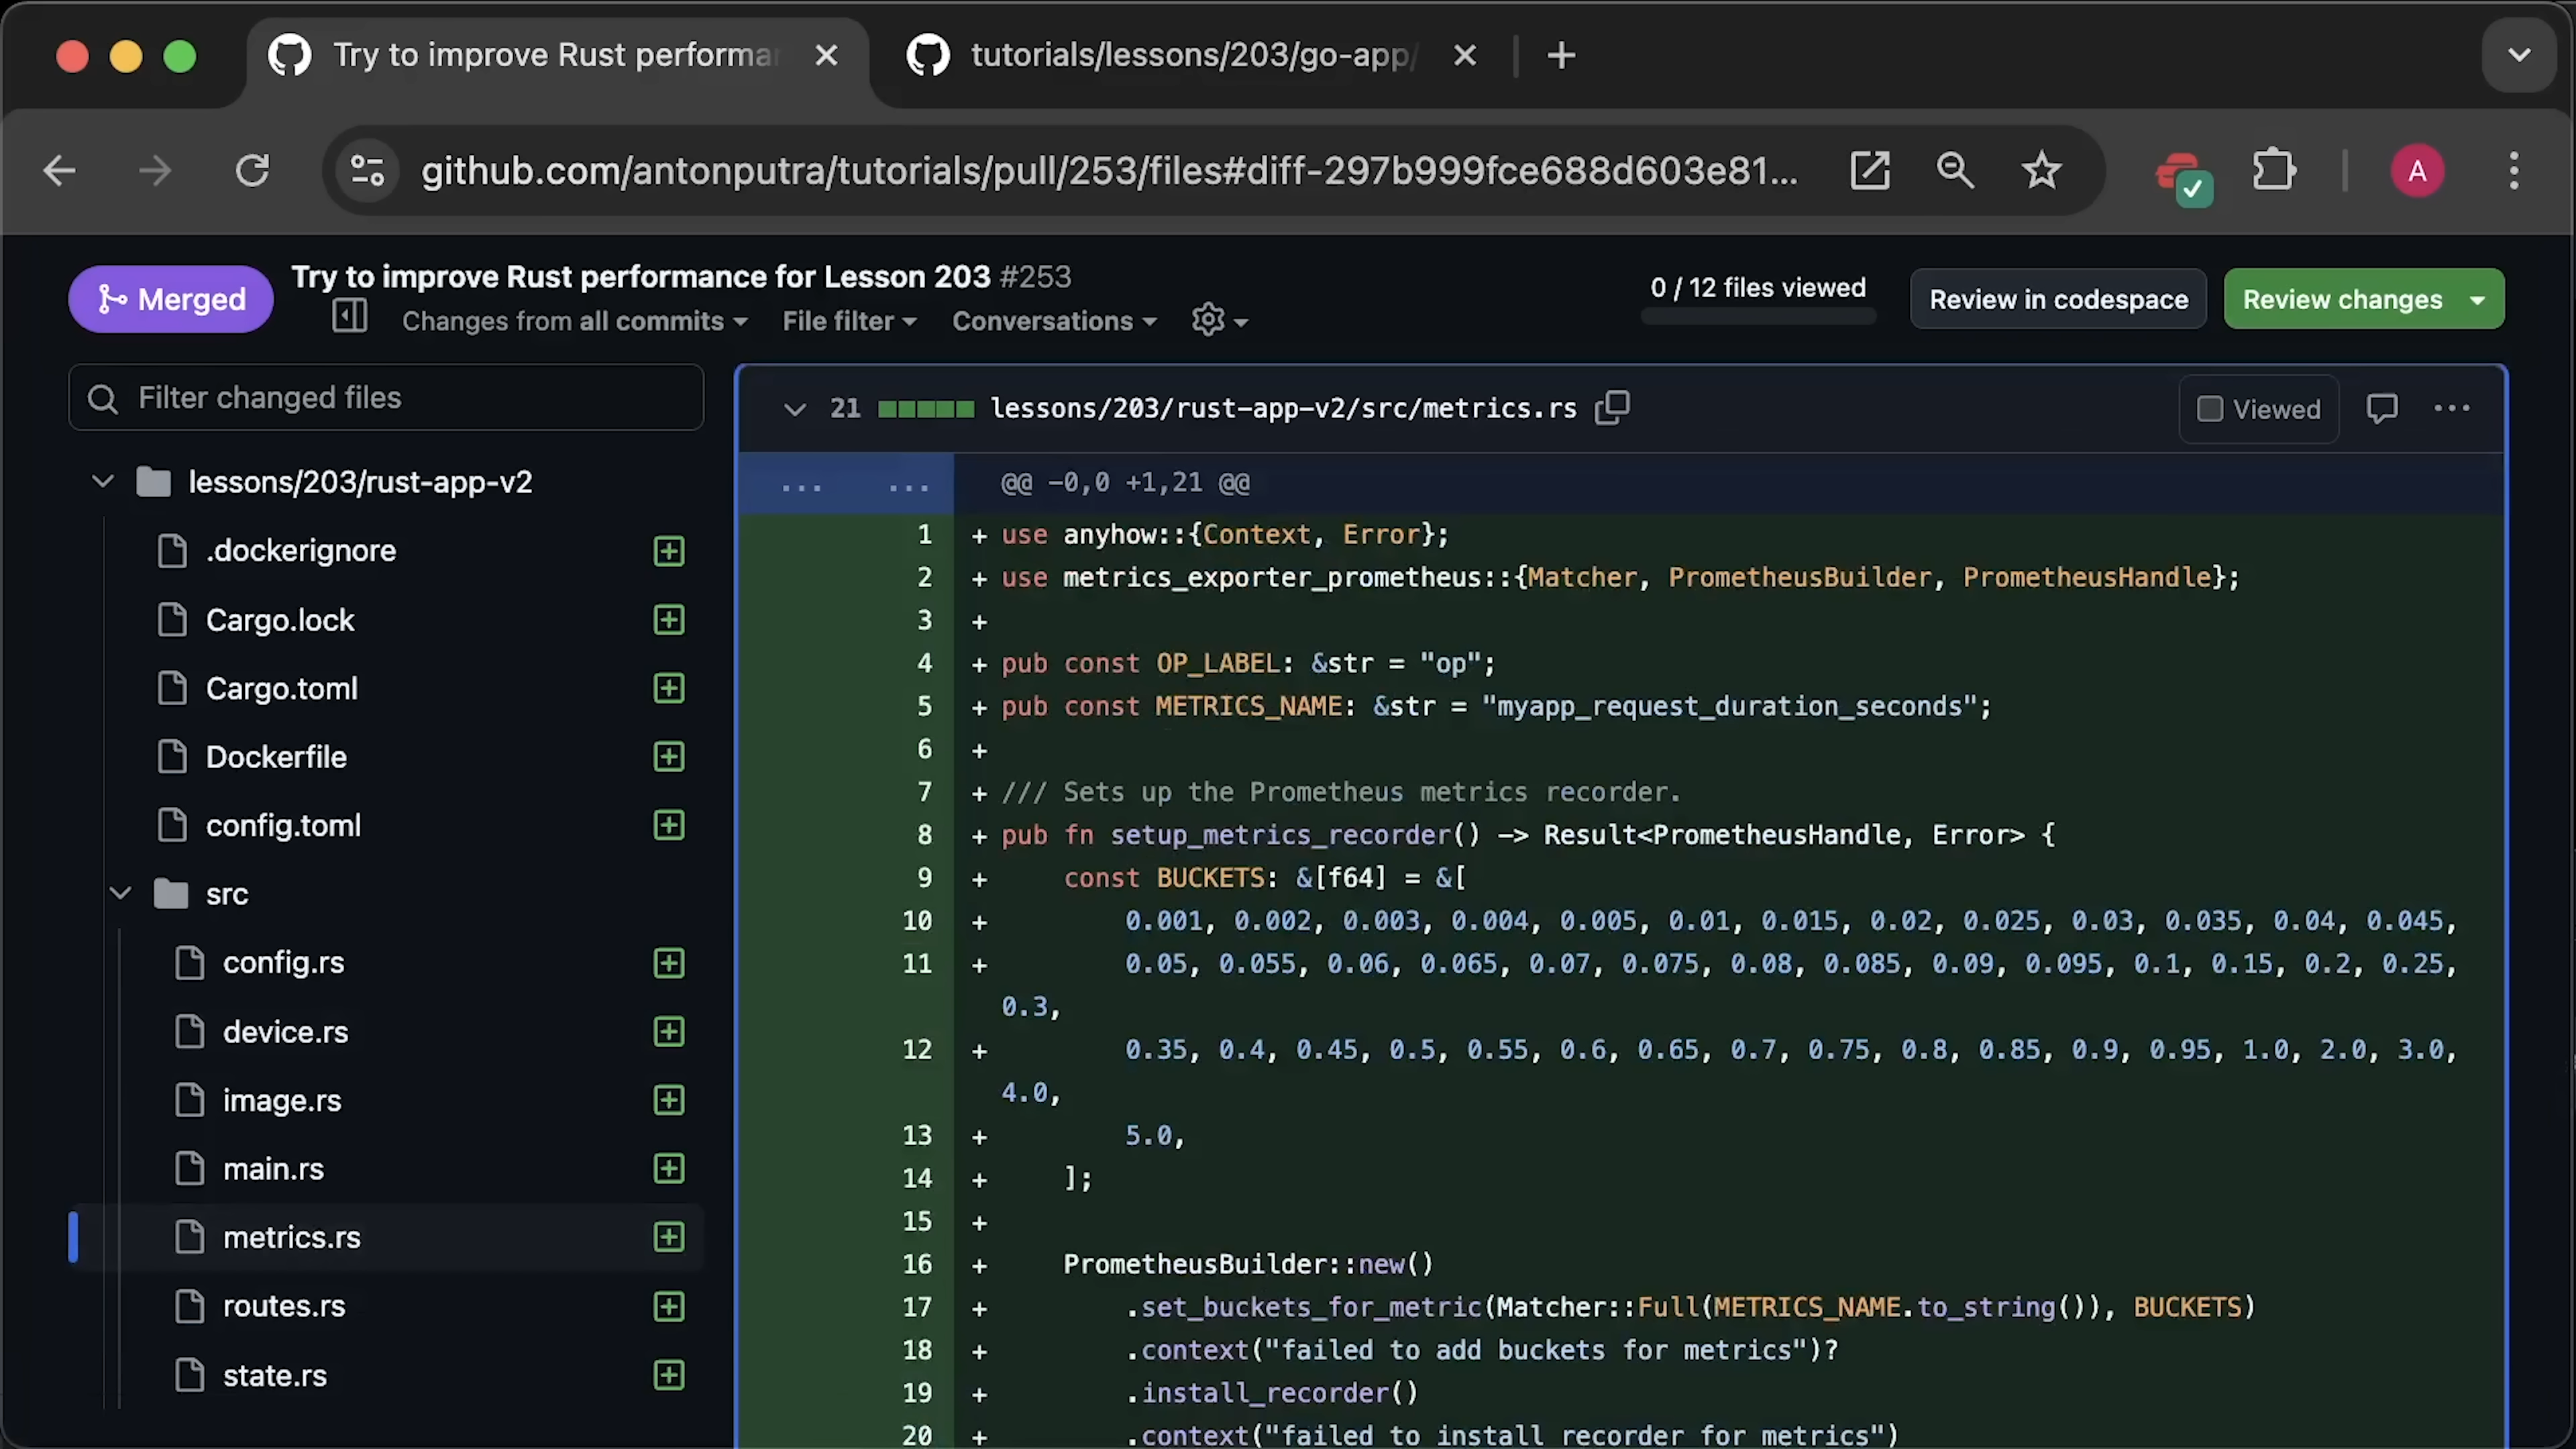 Try to improve Rust performa
tutorials/lessons/203/go-app/
github.com/antonputra/tutorials/pull/253/files#diff-297b999fce688d603e81...
A
Merged
Try to improve Rust performance for Lesson 203 #253
Changes from all commits
File filter
Conversations
0 / 12 files viewed
Review in codespace
Review changes
Filter changed files
lessons/203/rust-app-v2
.dockerignore
Cargo.lock
Cargo.toml
Dockerfile
config.toml
src
config.rs
device.rs
image.rs
main.rs
metrics.rs
routes.rs
state.rs
21 lessons/203/rust-app-v2/src/metrics.rs
Viewed
...
... ... @@ -0,0 +1,21 @@
1 + use anyhow::{Context, Error};
2 + use metrics_exporter_prometheus::{Matcher, PrometheusBuilder, PrometheusHandle};
3 +
4 + pub const OP_LABEL: &str = "op";
5 + pub const METRICS_NAME: &str = "myapp_request_duration_seconds";
6 +
7 + /// Sets up the Prometheus metrics recorder.
8 + pub fn setup_metrics_recorder() -> Result<PrometheusHandle, Error> {
9 + const BUCKETS: &[f64] = &[
10 + 0.001, 0.002, 0.003, 0.004, 0.005, 0.01, 0.015, 0.02, 0.025, 0.03, 0.035, 0.04, 0.045,
11 + 0.05, 0.055, 0.06, 0.065, 0.07, 0.075, 0.08, 0.085, 0.09, 0.095, 0.1, 0.15, 0.2, 0.25,
0.3,
12 + 0.35, 0.4, 0.45, 0.5, 0.55, 0.6, 0.65, 0.7, 0.75, 0.8, 0.85, 0.9, 0.95, 1.0, 2.0, 3.0,
4.0,
13 + 5.0,
14 + ];
15 +
16 + PrometheusBuilder::new()
17 + .set_buckets_for_metric(Matcher::Full(METRICS_NAME.to_string()), BUCKETS)
18 + .context("failed to add buckets for metrics")?
19 + .install_recorder()
20 + .context("failed to install recorder for metrics")